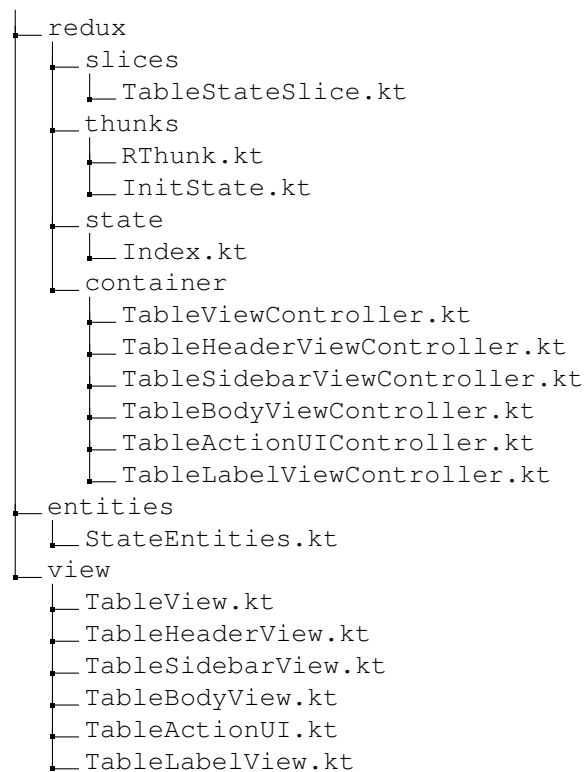 redux
slices
TableStateSlice.kt
thunks
RThunk.kt
InitState.kt
state
Index.kt
container
TableViewController.kt
TableHeaderViewController.kt
TableSidebarViewController.kt
TableBodyViewController.kt
TableActionUIController.kt
TableLabelViewController.kt
entities
StateEntities.kt
view
TableView.kt
TableHeaderView.kt
TableSidebarView.kt
TableBodyView.kt
TableActionUI.kt
TableLabelView.kt